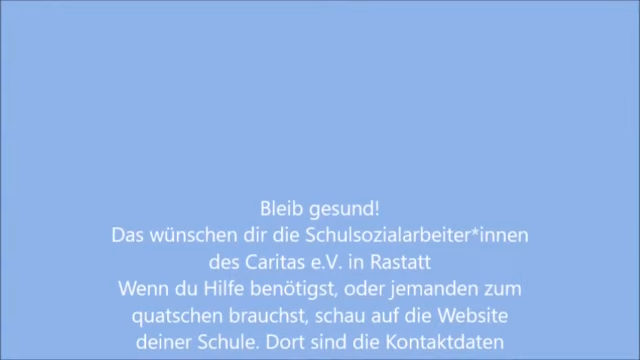 Bleib gesund!
Das wünschen dir die Schulsozialarbeiter*innen
des Caritas e.V. in Rastatt
Wenn du Hilfe benötigst, oder jemanden zum
quatschen brauchst, schau auf die Website
deiner Schule. Dort sind die Kontaktdaten